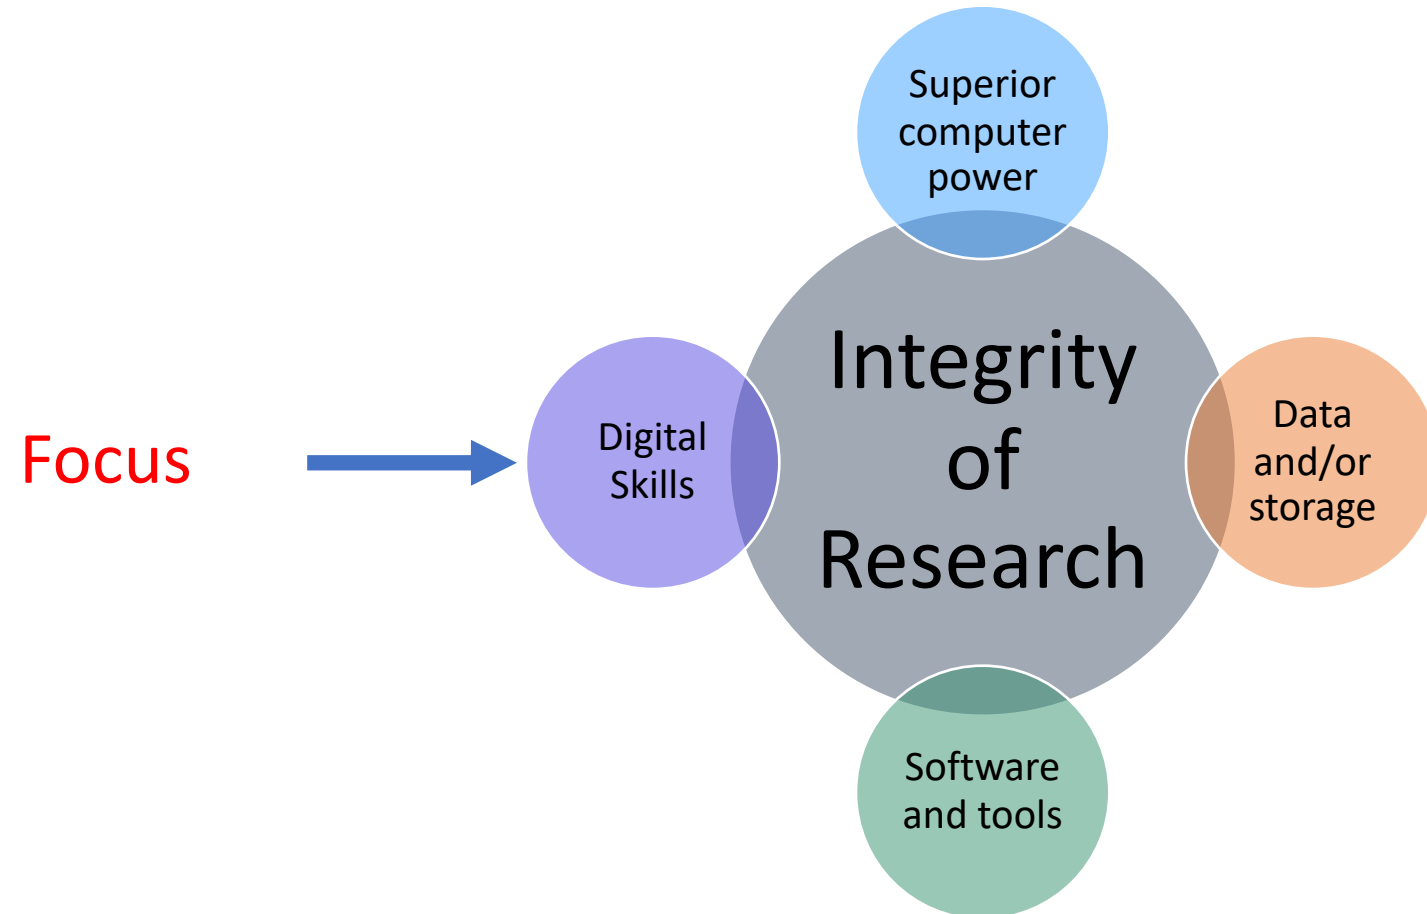 Superior
computer
power
Integrity
of
Research
Focus
Digital
Skills
Data
and/or
storage
Software
and tools